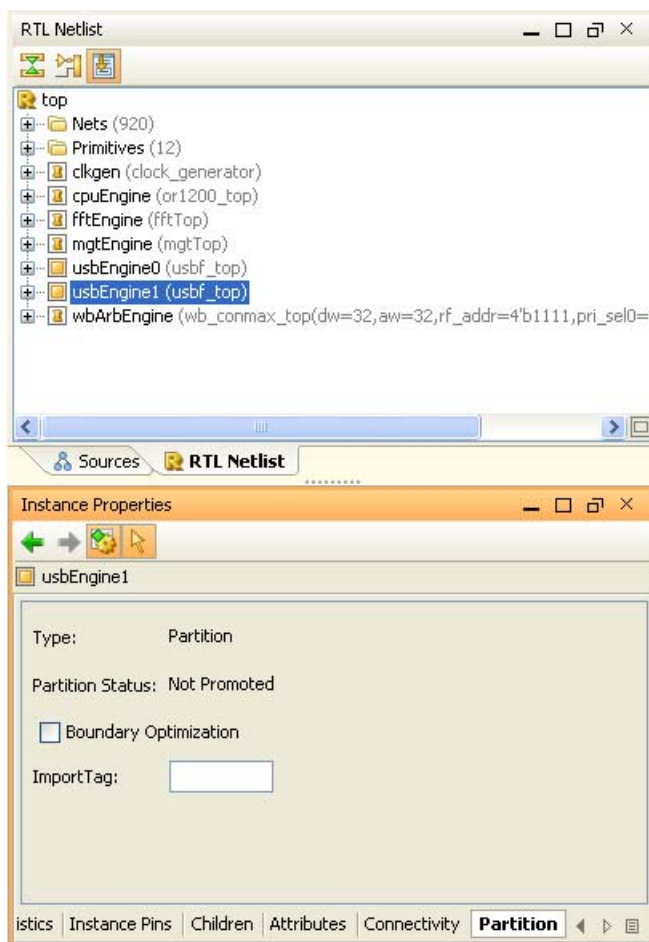 RTL Netlist
top
Nets (920)
Primitives (12)
clkgen (clock_generator)
cpuEngine (or1200_top)
fftEngine (fftTop)
mgtEngine (mgtTop)
usbEngine0 (usbf_top)
usbEngine1 (usbf_top)
wbArbEngine (wb_conmax_top(dw=32,aw=32,rf_addr=4'b1111,pri_sel0=
Sources RTL Netlist
Instance Properties
usbEngine1
Type: Partition
Partition Status: Not Promoted
Boundary Optimization
ImportTag:
istics Instance Pins Children Attributes Connectivity Partition